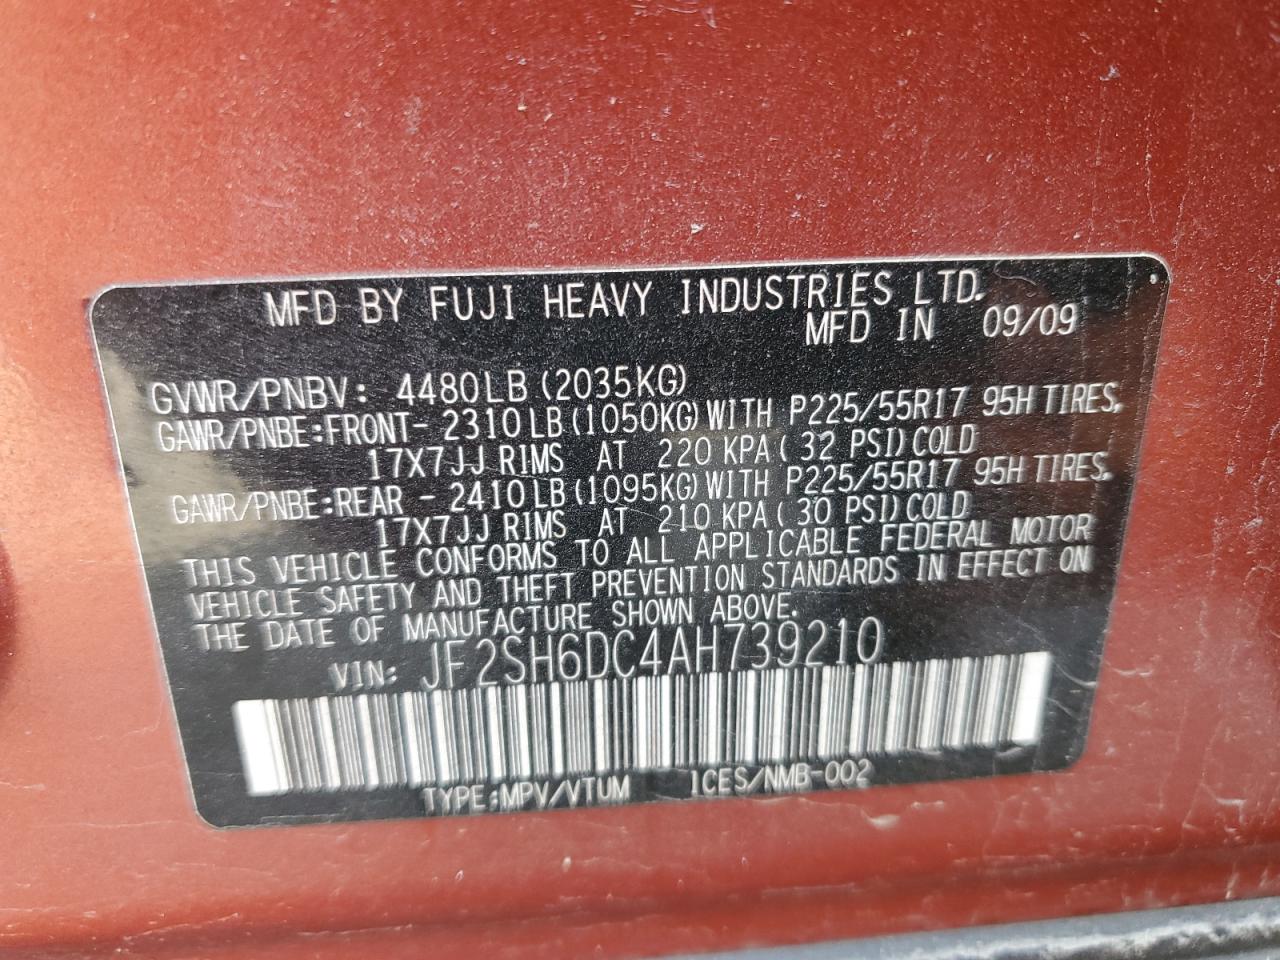 MFD BY FUJI HEAVY INDUSTRIES LTD.
MFD IN 09/09
GVWR/PNBV: 4480LB (2035KG)
GAWR/PNBE:FRONT- 2310LB (1050KG) WITH P225/55R17 95H TIRES,
17X7JJ RIMS AT 220 KPA ( 32 PSI) COLD
GAWR/PNBE:REAR - 2410LB (1095KG) WITH P225/55R17 95H TIRES.
17X7JJ RIMS AT 210 KPA ( 30 PSI) COLD
THIS VEHICLE CONFORMS TO ALL APPLICABLE FEDERAL MOTOR
VEHICLE SAFETY AND THEFT PREVENTION STANDARDS IN EFFECT ON
THE DATE OF MANUFACTURE SHOWN ABOVE.
VIN: JF2SH6DC4AH739210
TYPE:MPV/VTUM ICES/NMB-002